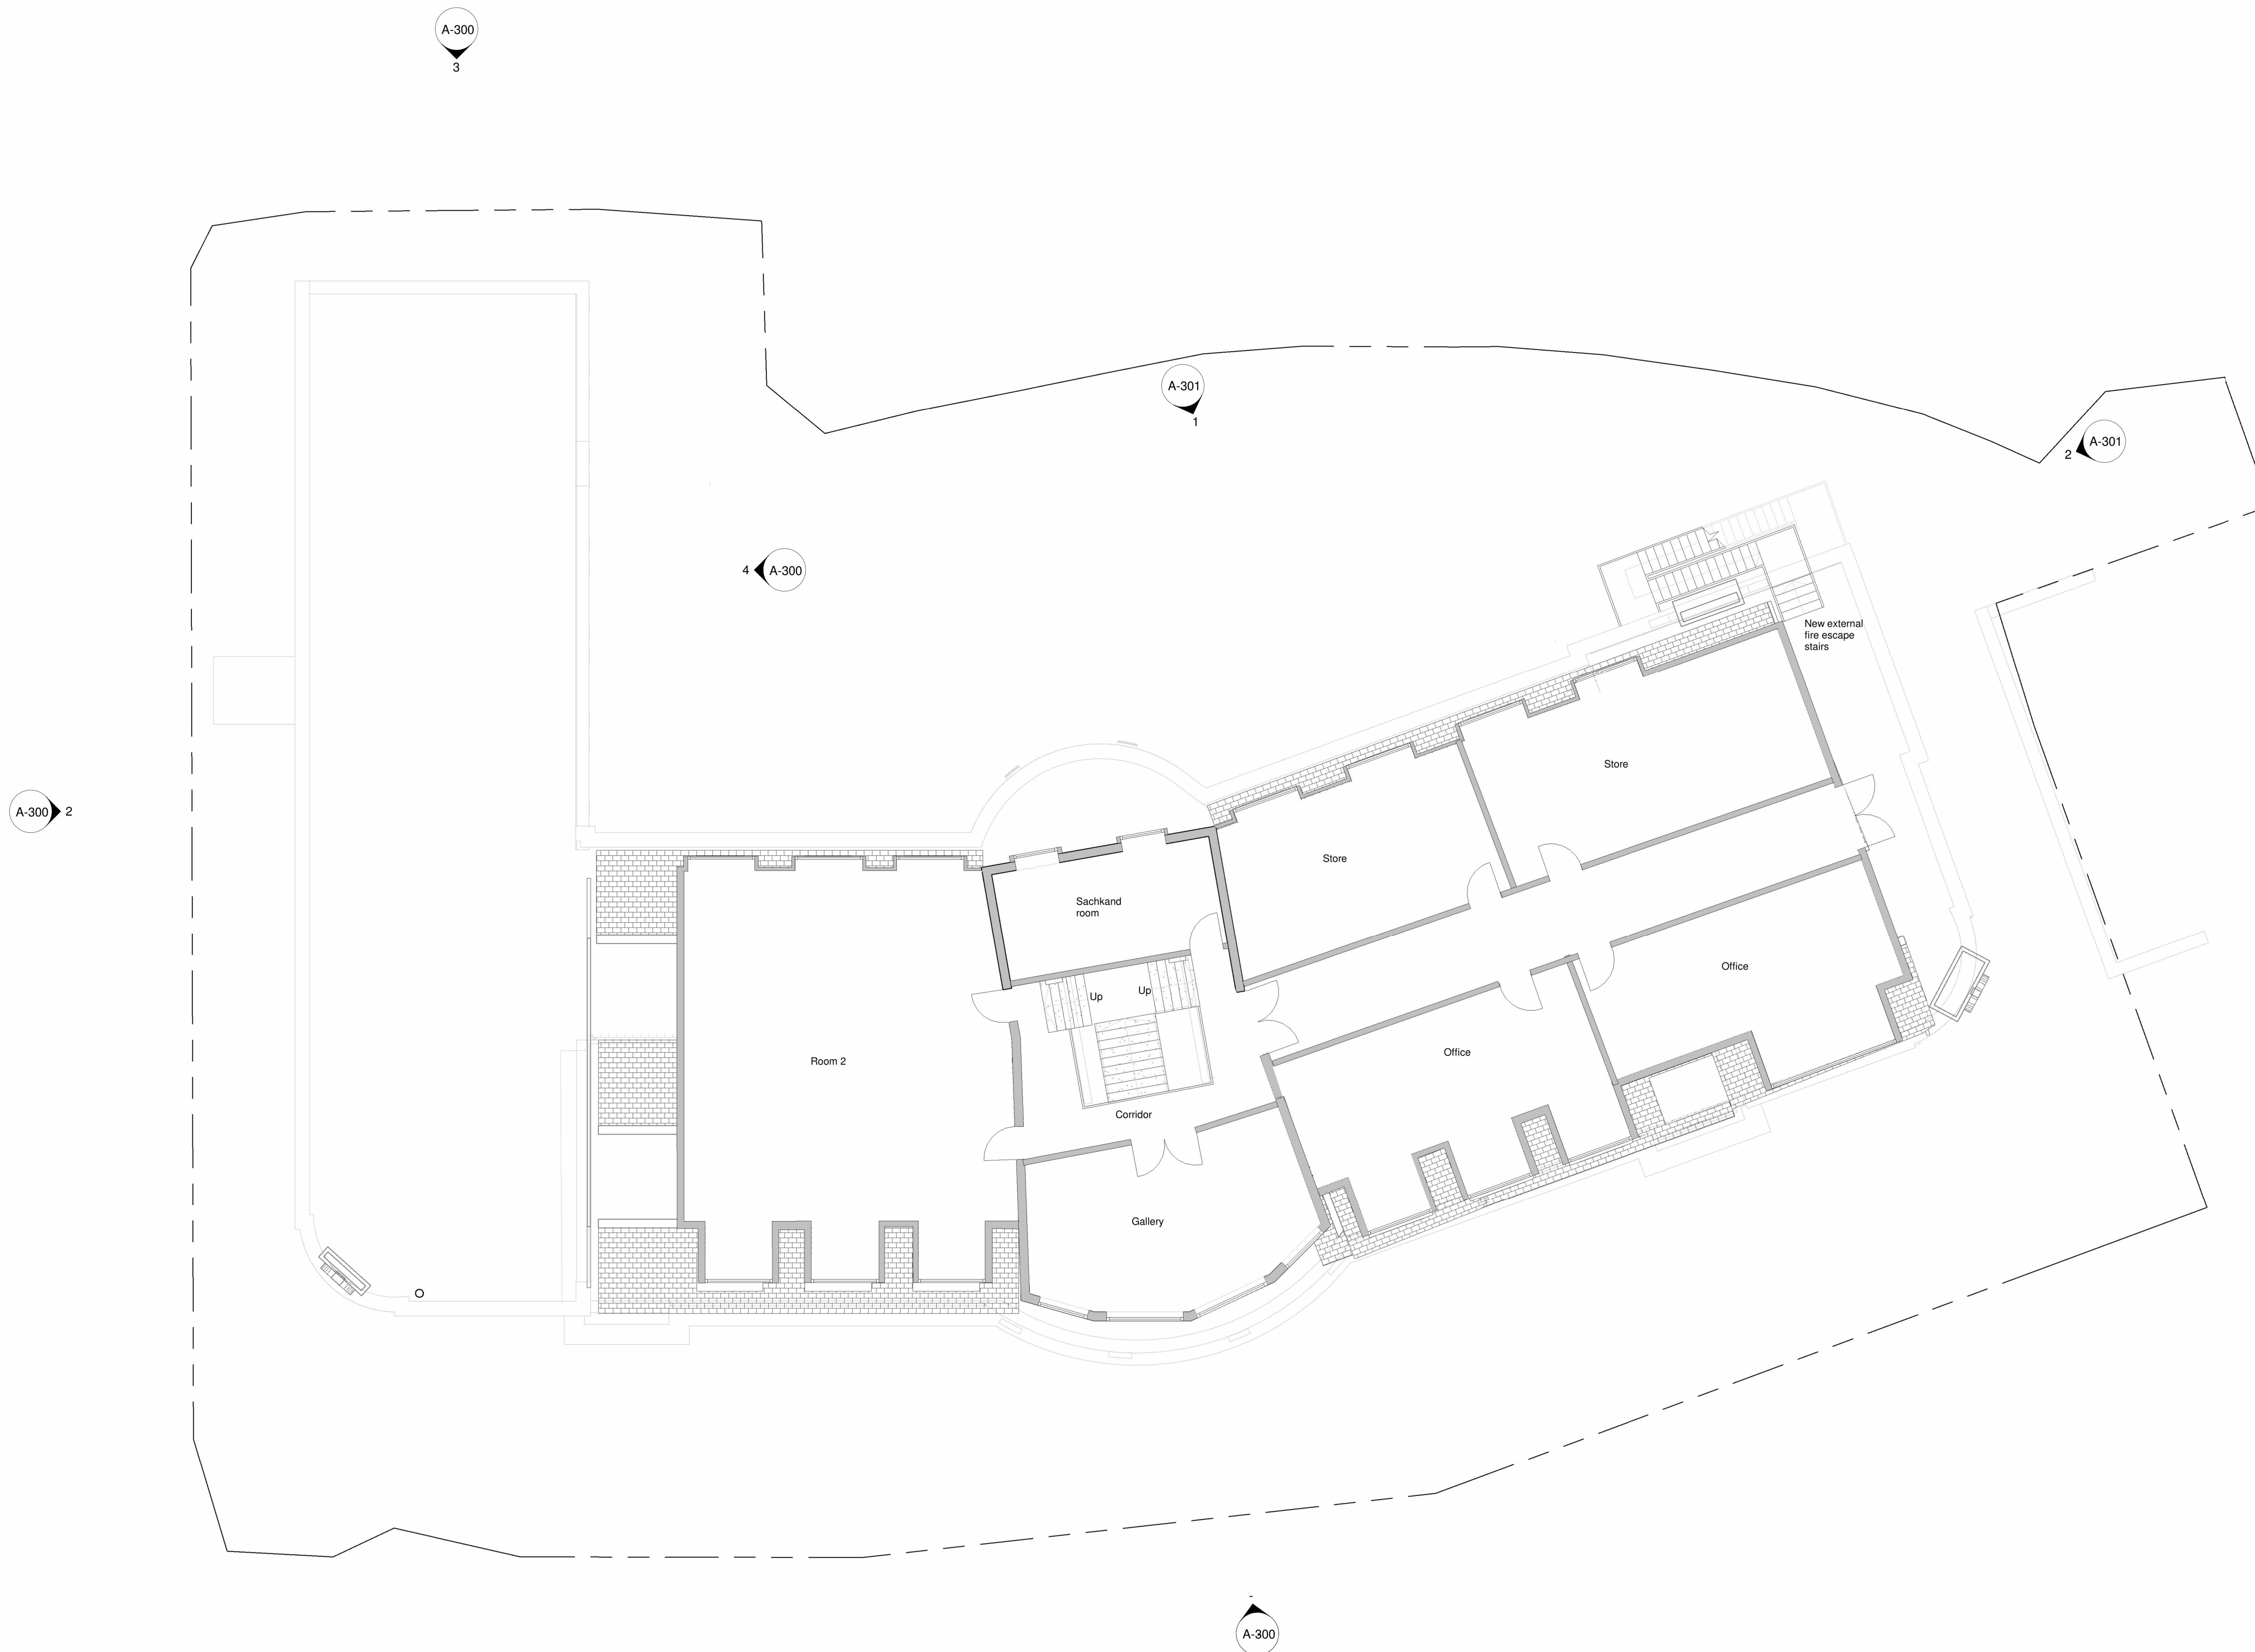 A-300
3
A-301
1
A-301
2
4
A-300
New external
fire escape
stairs
Store
A-300
2
Store
Sachkand
room
Office
Up
Up
Office
Room 2
Corridor
Gallery
-
A-300